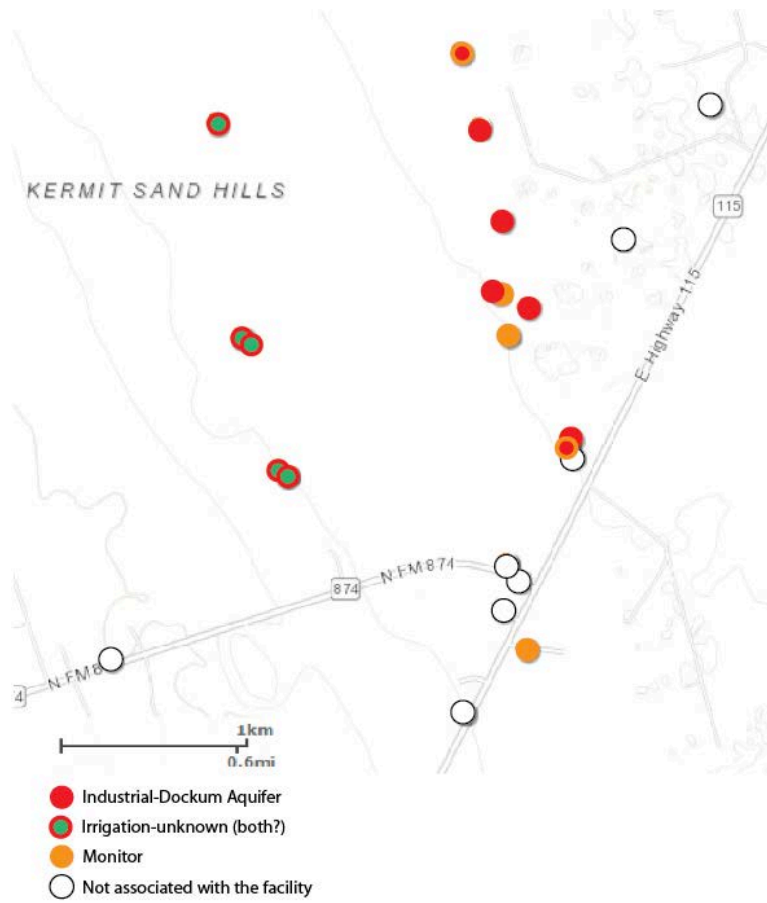 KERMIT SAND HILLS
115
E Highway 115
N FM 874
874
N FM 8
4
1km
0.6mi
Industrial-Dockum Aquifer
Irrigation-unknown (both?)
Monitor
Not associated with the facility